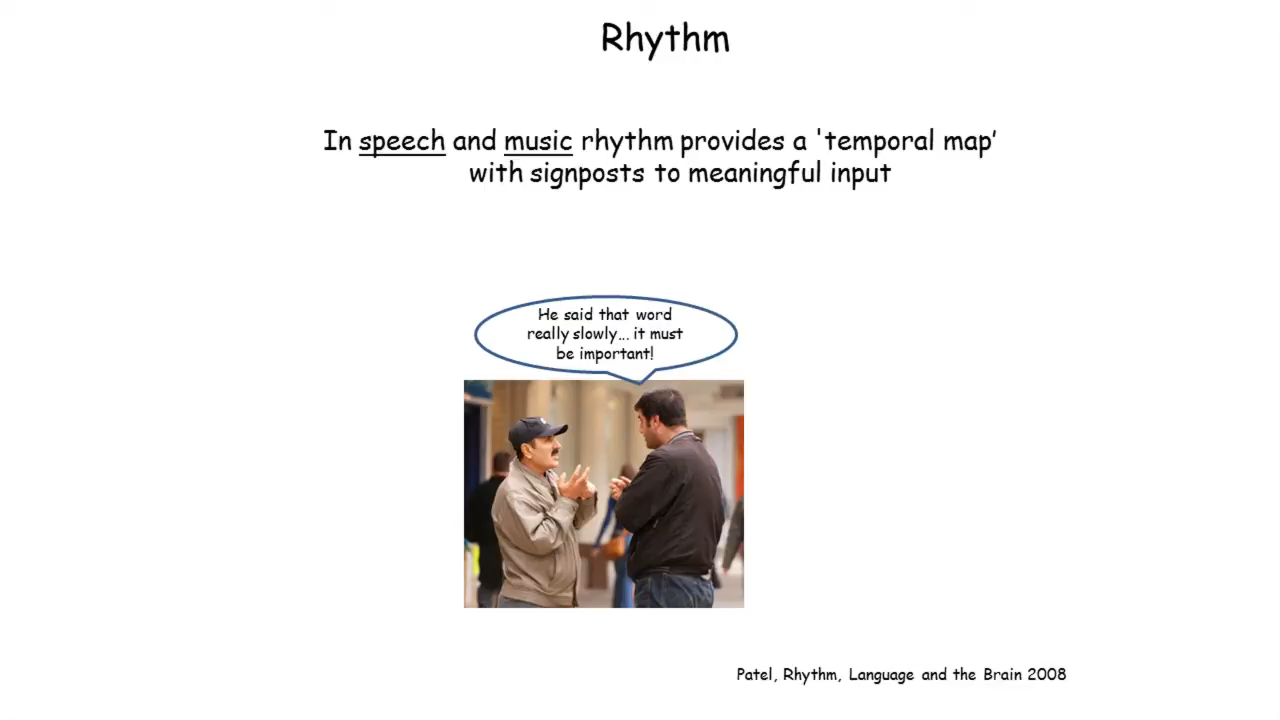 Rhythm
In speech and music rhythm provides a 'temporal map’
with signposts to meaningful input
He said that word
really slowly... it must
be important!
Patel, Rhythm, Language and the Brain 2008